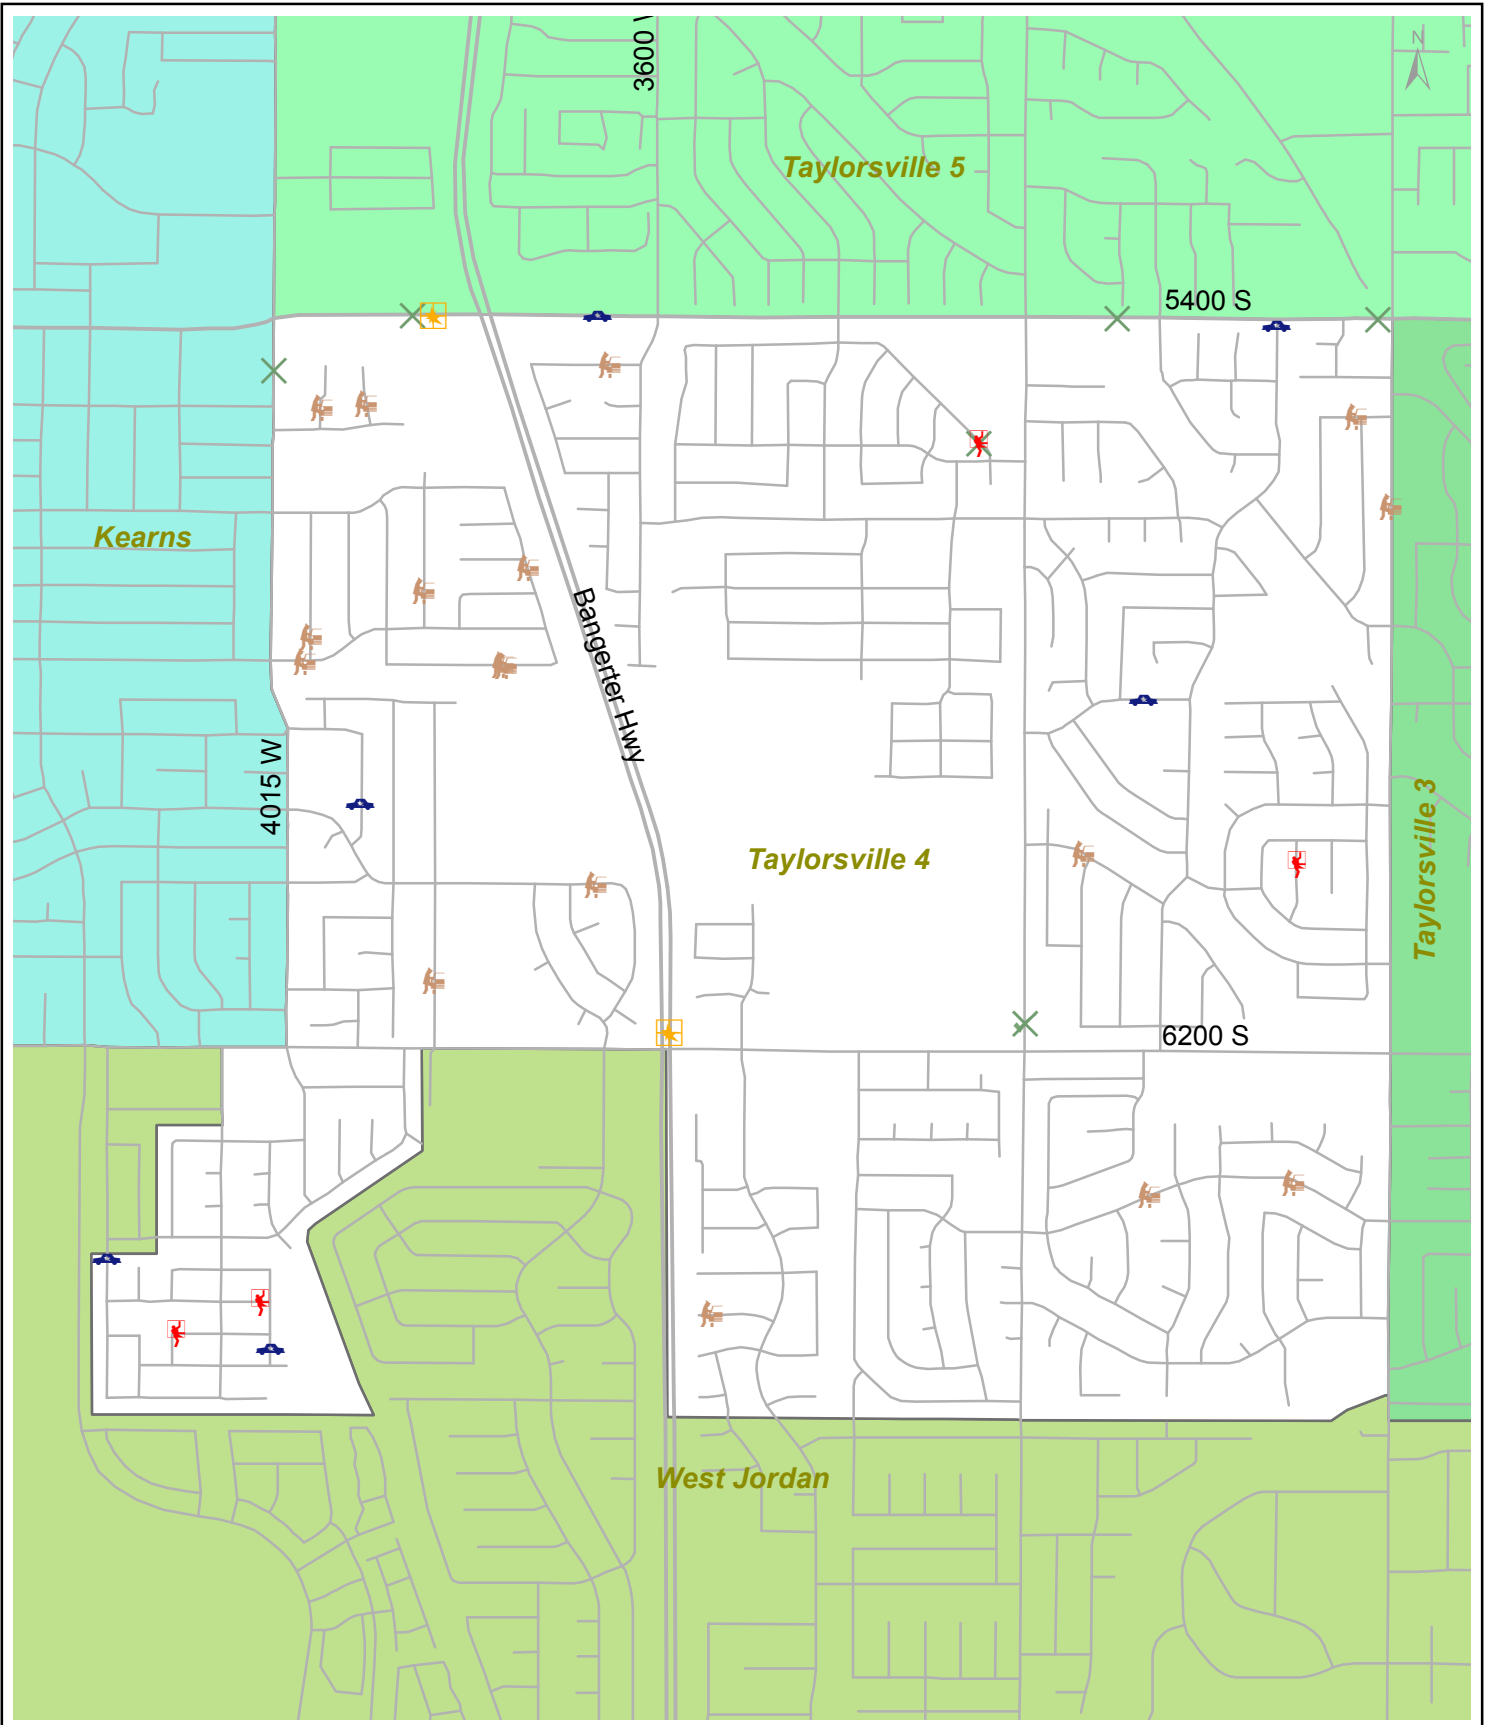 3600 W
N
Taylorsville 5
5400 S
Kearns
Bangerter Hwy
4015 W
Taylorsville 4
Taylorsville 3
6200 S
West Jordan